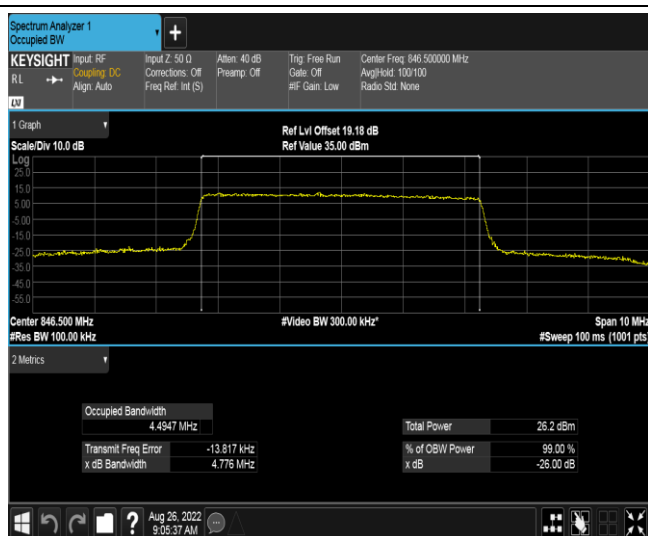 Spectrum Analyzer 1
Occupied BW
+
KEYSIGHT Input: RF Input Z: 50 Ω Atten: 40 dB Trig: Free Run Center Freq: 846.500000 MHz
RL Coupling: DC Corrections: Off Preamp: Off Gate: Off Avg|Hold: 100/100
Align: Auto Freq Ref: Int (S) #IF Gain: Low Radio Std: None
LXI
1 Graph Ref Lvl Offset 19.18 dB
Scale/Div 10.0 dB Ref Value 35.00 dBm
Log
25.0
15.0
5.00
-5.00
-15.0
-25.0
-35.0
-45.0
-55.0
Center 846.500 MHz #Video BW 300.00 kHz* Span 10 MHz
#Res BW 100.00 kHz #Sweep 100 ms (1001 pts)
2 Metrics
Occupied Bandwidth
4.4947 MHz Total Power 26.2 dBm
Transmit Freq Error -13.817 kHz % of OBW Power 99.00 %
x dB Bandwidth 4.776 MHz x dB -26.00 dB
? Aug 26, 2022
9:05:37 AM